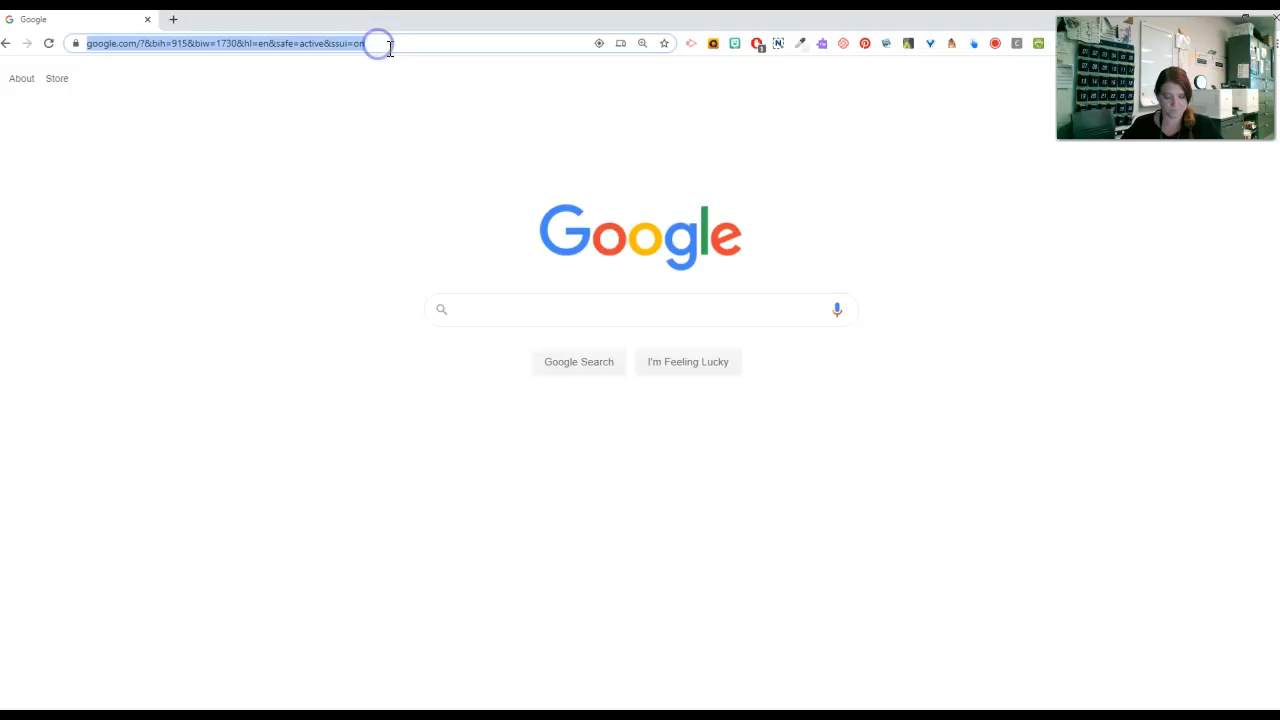 Google
google.com/?&bih=915&biw=1730&hl=en&safe=active&ssui=on
About Store
Google
Google Search I'm Feeling Lucky